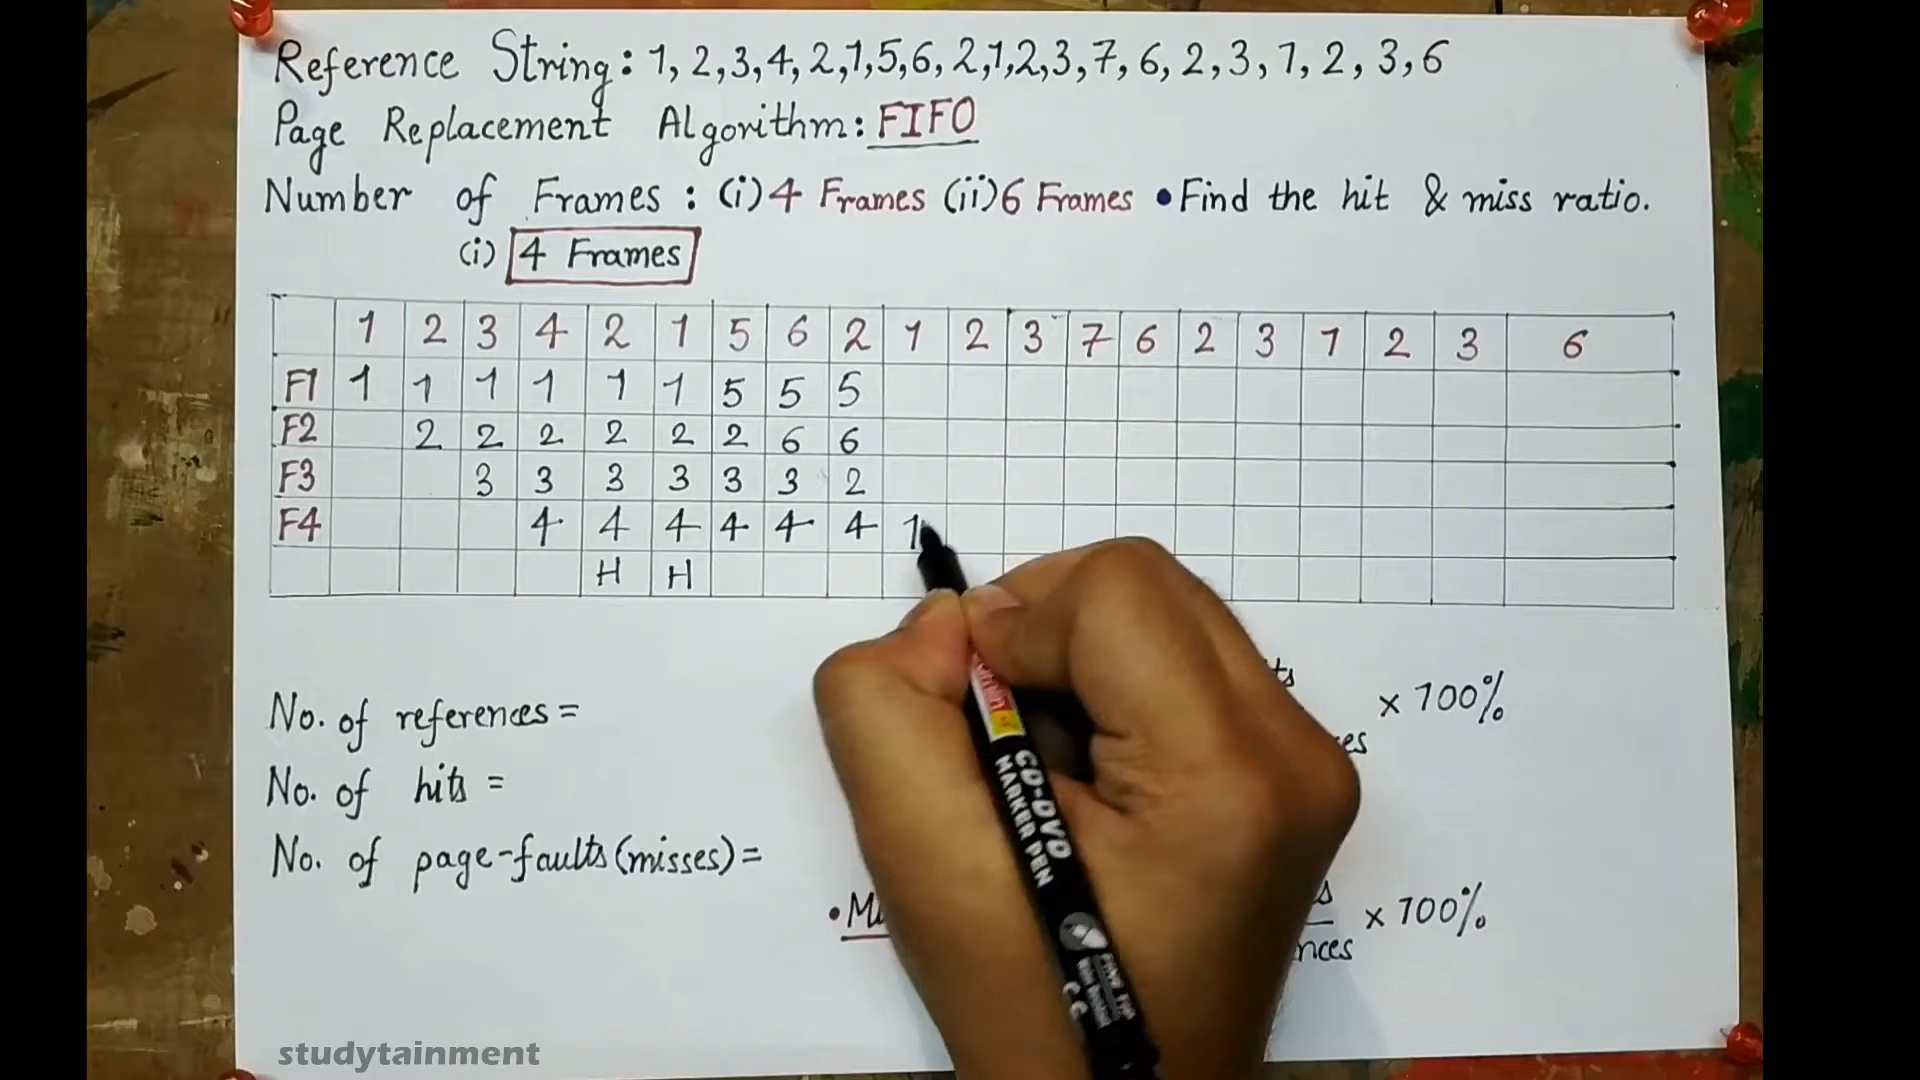 Reference String: 1, 2, 3, 4, 2, 1, 5, 6, 2, 1, 2, 3, 7, 6, 2, 3, 1, 2, 3, 6
Page Replacement Algorithm: FIFO
Number of Frames : (i) 4 Frames (ii) 6 Frames • Find the hit & miss ratio.
(i) 4 Frames
1 2 3 4 2 1 5 6 2 1 2 3 7 6 2 3 1 2 3 6
F1 1 1 1 1 1 1 5 5 5
F2 2 2 2 2 2 2 6 6
F3 3 3 3 3 3 3 2
F4 4 4 4 4 4 4 1
H H
No. of references =
× 100%
No. of hits =
No. of page-faults (misses) =
× 100%
studytainment
CO-DVD
MARKER PEN